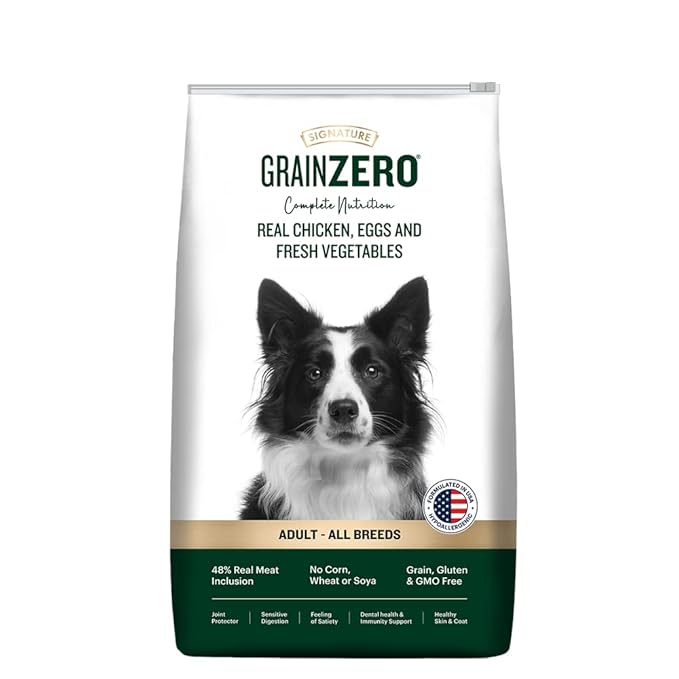 SIGNATURE
GRAINZERO®
Complete Nutrition
REAL CHICKEN, EGGS AND
FRESH VEGETABLES
FORMULATED IN USA
HYPOALLERGENIC
ADULT - ALL BREEDS
48% Real Meat
Inclusion
No Corn,
Wheat or Soya
Grain, Gluten
& GMO Free
Joint
Protector
Sensitive
Digestion
Feeling
of Satiety
Dental health &
Immunity Support
Healthy
Skin & Coat